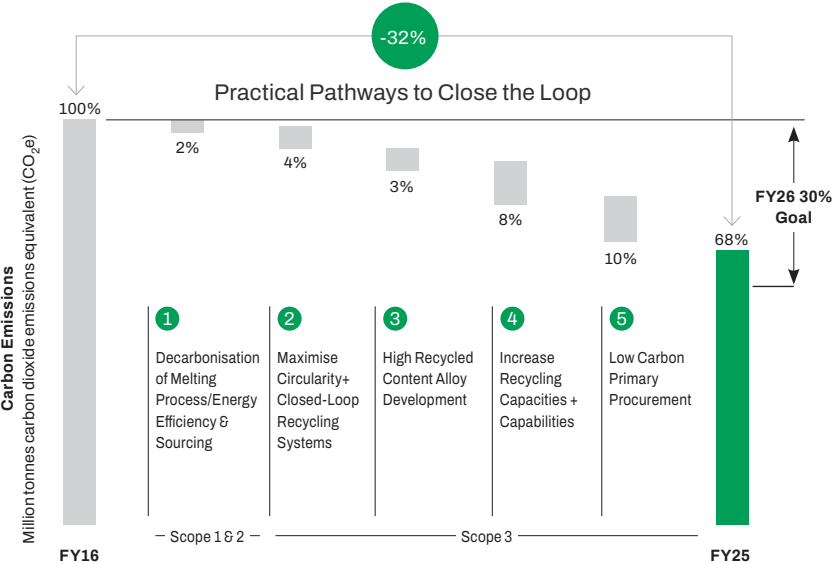 -32%
Practical Pathways to Close the Loop
100%
2%
4%
3%
8%
10%
68%
FY26 30%
Goal
Carbon Emissions
Million tonnes carbon dioxide emissions equivalent (CO₂e)
1
Decarbonisation
of Melting
Process/Energy
Efficiency &
Sourcing
2
Maximise
Circularity+
Closed-Loop
Recycling
Systems
3
High Recycled
Content Alloy
Development
4
Increase
Recycling
Capacities +
Capabilities
5
Low Carbon
Primary
Procurement
Scope 1 & 2
Scope 3
FY16
FY25